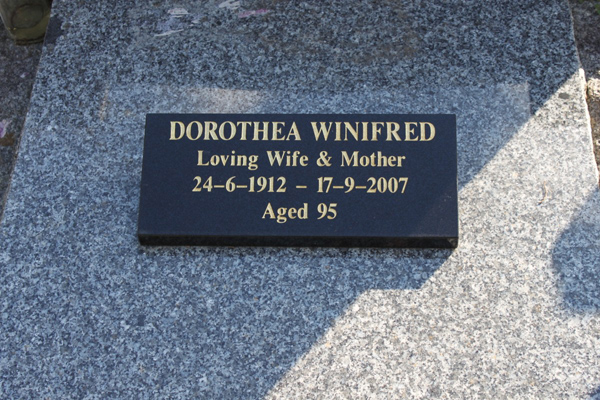 DOROTHEA WINIFRED
Loving Wife & Mother
24–6–1912 – 17–9–2007
Aged 95